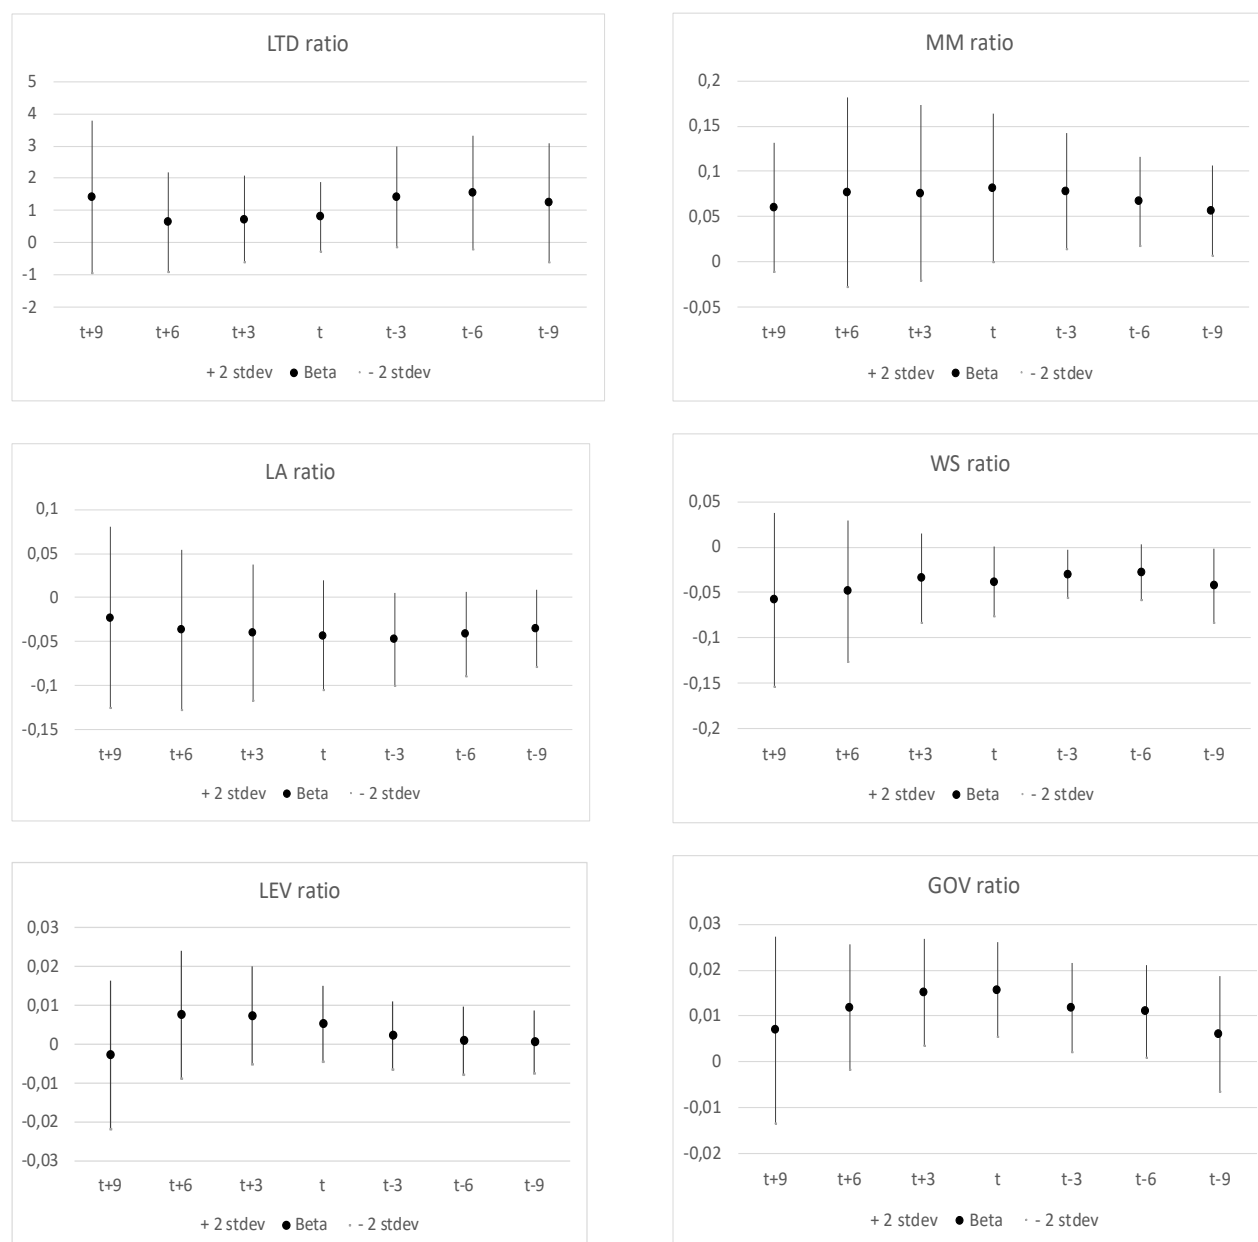 LTD ratio
5
4
3
2
1
0
-1
-2
t+9 t+6 t+3 t t-3 t-6 t-9
+ 2 stdev Beta - 2 stdev
MM ratio
0,2
0,15
0,1
0,05
0
-0,05
t+9 t+6 t+3 t t-3 t-6 t-9
+ 2 stdev Beta - 2 stdev
LA ratio
0,1
0,05
0
-0,05
-0,1
-0,15
t+9 t+6 t+3 t t-3 t-6 t-9
+ 2 stdev Beta - 2 stdev
WS ratio
0,05
0
-0,05
-0,1
-0,15
-0,2
t+9 t+6 t+3 t t-3 t-6 t-9
+ 2 stdev Beta - 2 stdev
LEV ratio
0,03
0,02
0,01
0
-0,01
-0,02
-0,03
t+9 t+6 t+3 t t-3 t-6 t-9
+ 2 stdev Beta - 2 stdev
GOV ratio
0,03
0,02
0,01
0
-0,01
-0,02
t+9 t+6 t+3 t t-3 t-6 t-9
+ 2 stdev Beta - 2 stdev